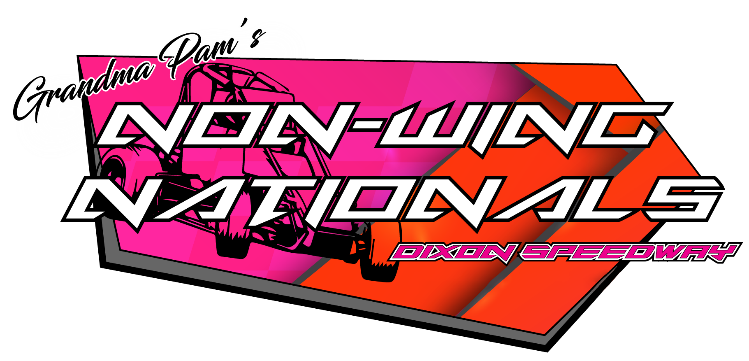 Grandma Pam's
NON-WING
NATIONALS
DIXON SPEEDWAY